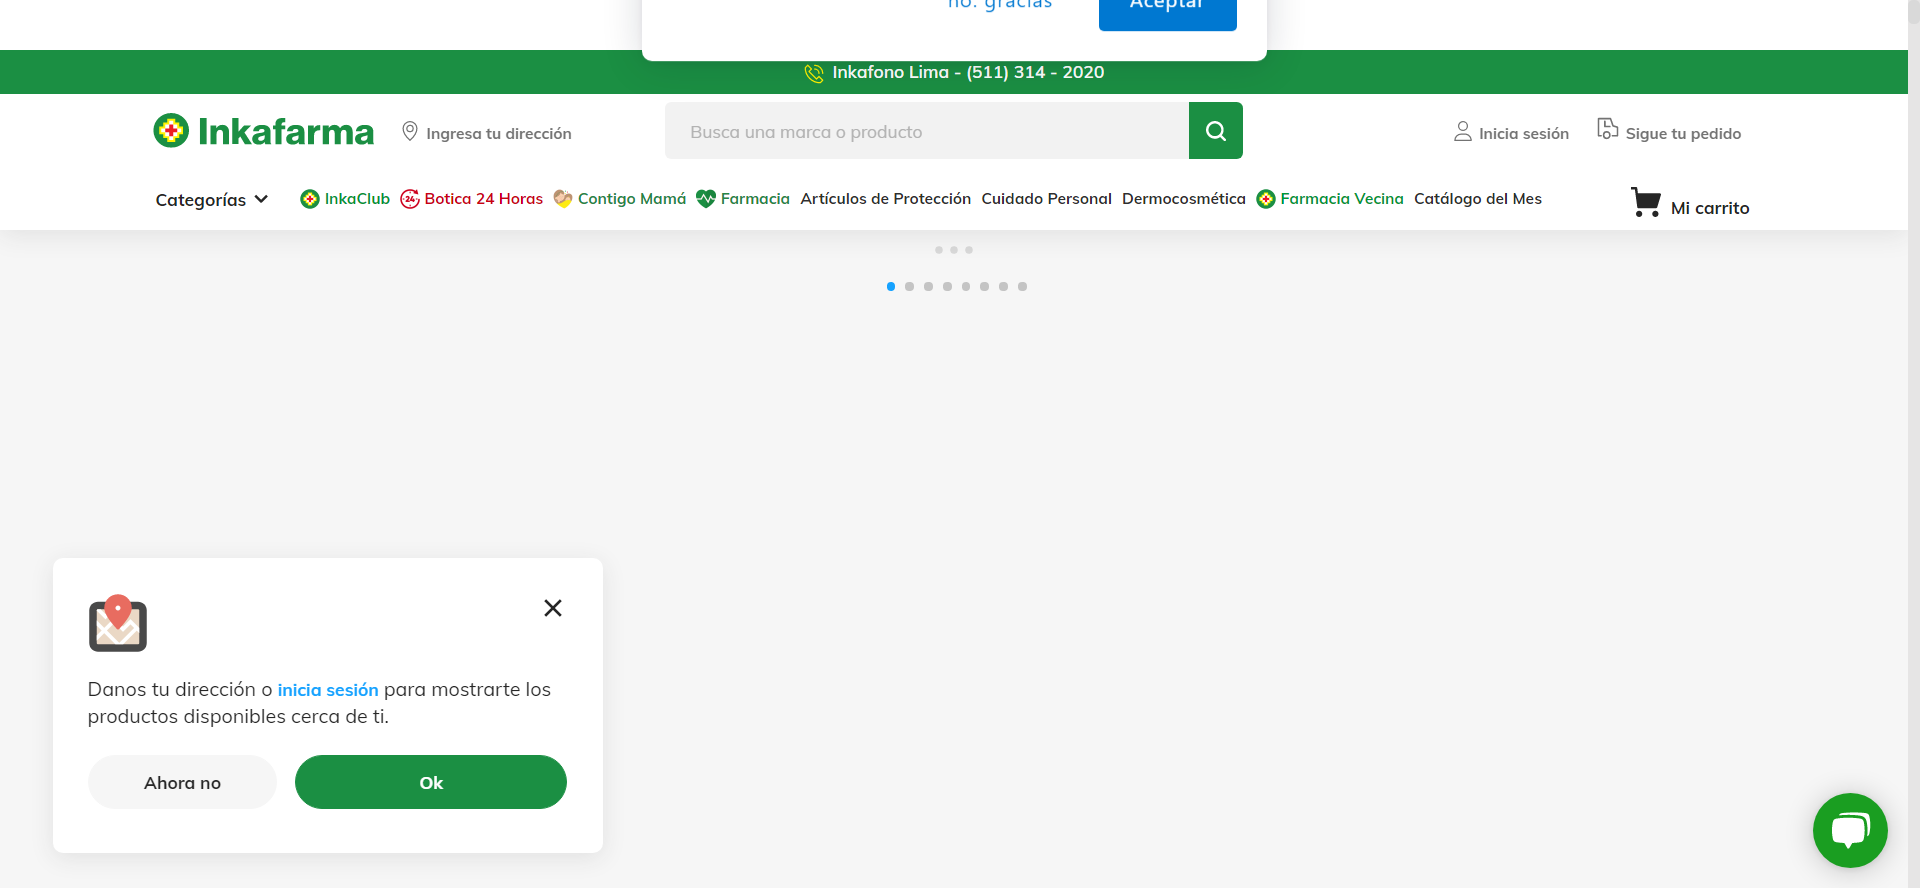 no. gracias
Aceptar
Inkafono Lima - (511) 314 - 2020
Inkafarma
Ingresa tu dirección
Busca una marca o producto
Inicia sesión
Sigue tu pedido
Categorías
InkaClub
24
Botica 24 Horas
Contigo Mamá
Farmacia
Artículos de Protección
Cuidado Personal
Dermocosmética
Farmacia Vecina
Catálogo del Mes
Mi carrito
Danos tu dirección o inicia sesión para mostrarte los
productos disponibles cerca de ti.
Ahora no
Ok